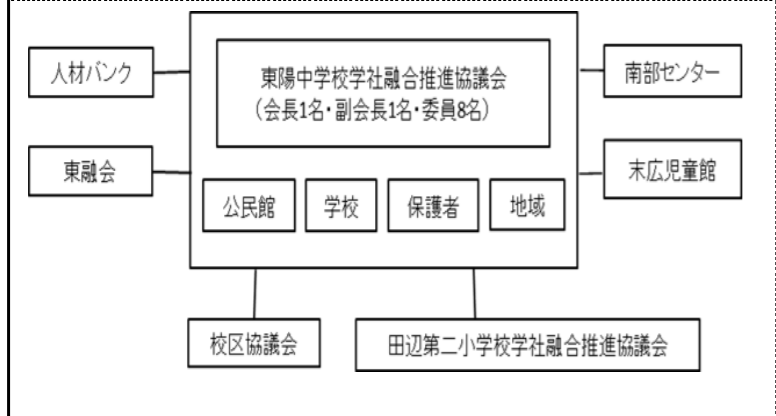 人材バンク
東陽中学校学社融合推進協議会
（会長1名・副会長1名・委員8名）
南部センター
東融会
末広児童館
公民館
学校
保護者
地域
校区協議会
田辺第二小学校学社融合推進協議会